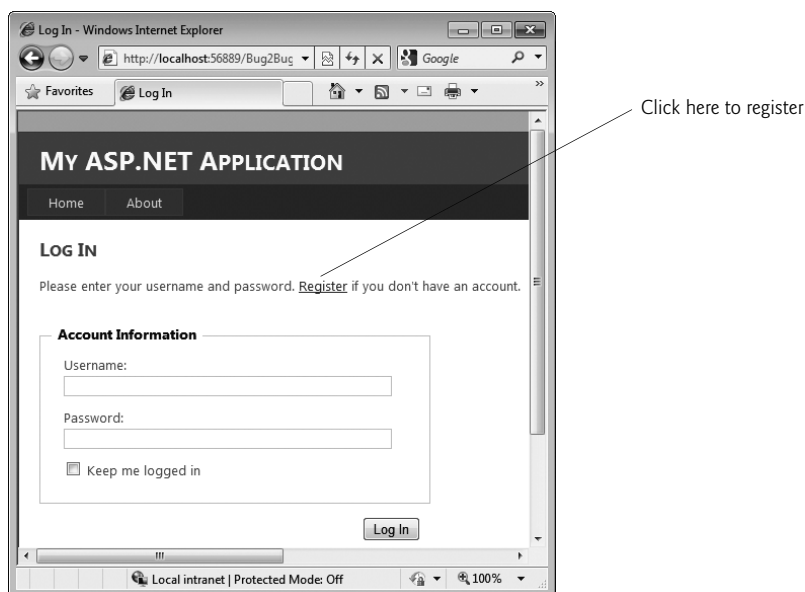 Log In - Windows Internet Explorer
http://localhost:56889/Bug2Bug
Google
Favorites
Log In
Click here to register
MY ASP.NET APPLICATION
Home
About
LOG IN
Please enter your username and password. Register if you don't have an account.
Account Information
Username:
Password:
Keep me logged in
Log In
Local intranet | Protected Mode: Off
100%